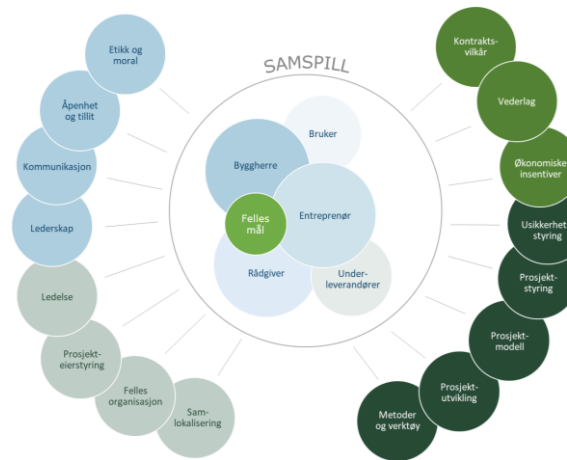 SAMSPILL
Etikk og
moral
Åpenhet
og tillit
Kommunikasjon
Lederskap
Ledelse
Prosjekt-
eierstyring
Felles
organisasjon
Sam-
lokalisering
Bruker
Byggherre
Entreprenør
Felles
mål
Rådgiver
Under-
leverandører
Kontrakts-
vilkår
Vederlag
Økonomiske
insentiver
Usikkerhet
styring
Prosjekt-
styring
Prosjekt-
modell
Prosjekt-
utvikling
Metoder
og verktøy